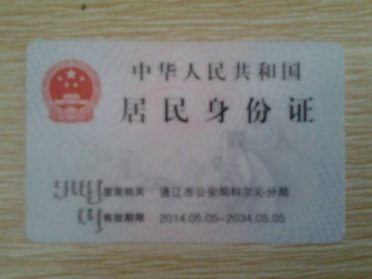 中华人民共和国
居民身份证
签发机关 通辽市公安局科尔沁分局
有效期限 2014.05.05-2034.05.05